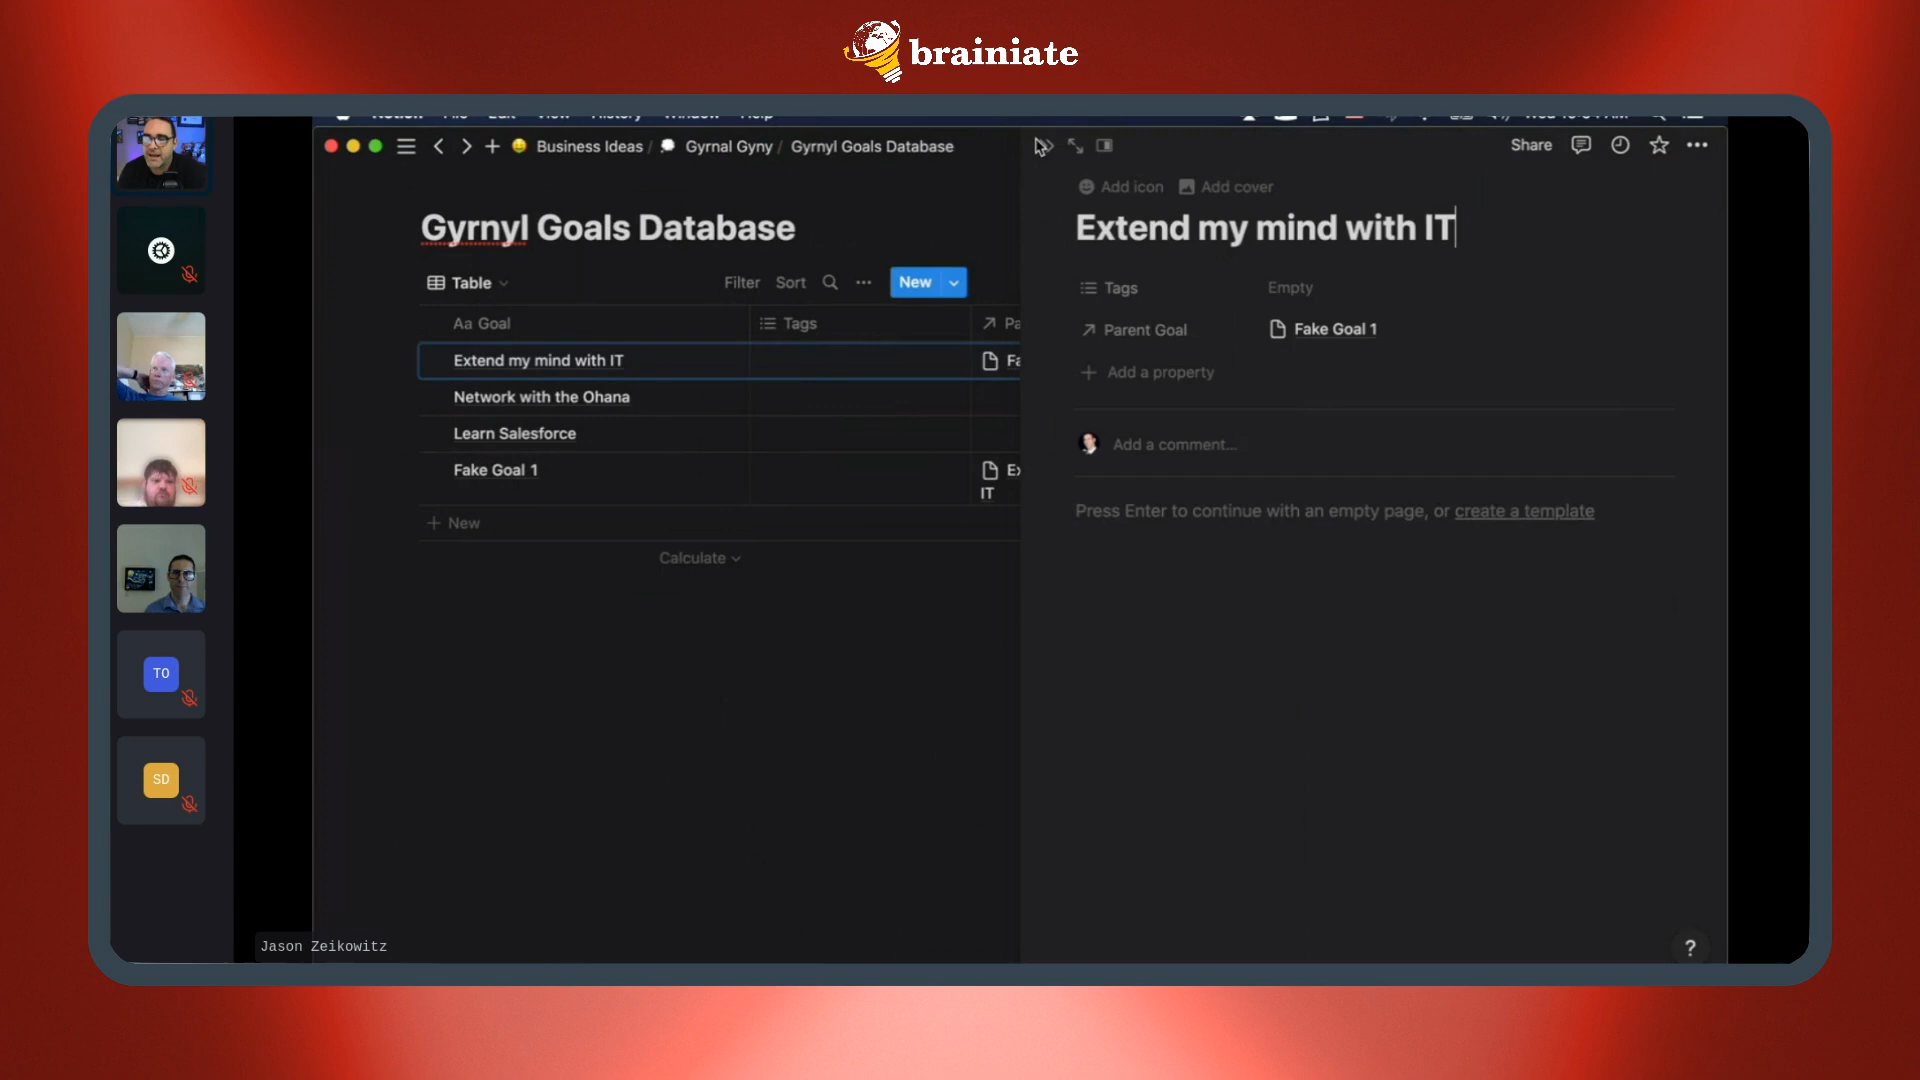 brainiate
Business Ideas / Gyrnal Gyny / Gyrnyl Goals Database
Share
Add icon Add cover
Gyrnyl Goals Database
Extend my mind with IT
Table
Filter Sort
New
Tags
Empty
Aa Goal
Tags
Pa
Parent Goal
Fake Goal 1
Extend my mind with IT
Fa
Add a property
Network with the Ohana
Learn Salesforce
Add a comment...
Fake Goal 1
Ex
IT
Press Enter to continue with an empty page, or create a template
+ New
Calculate
TO
SD
Jason Zeikowitz
?